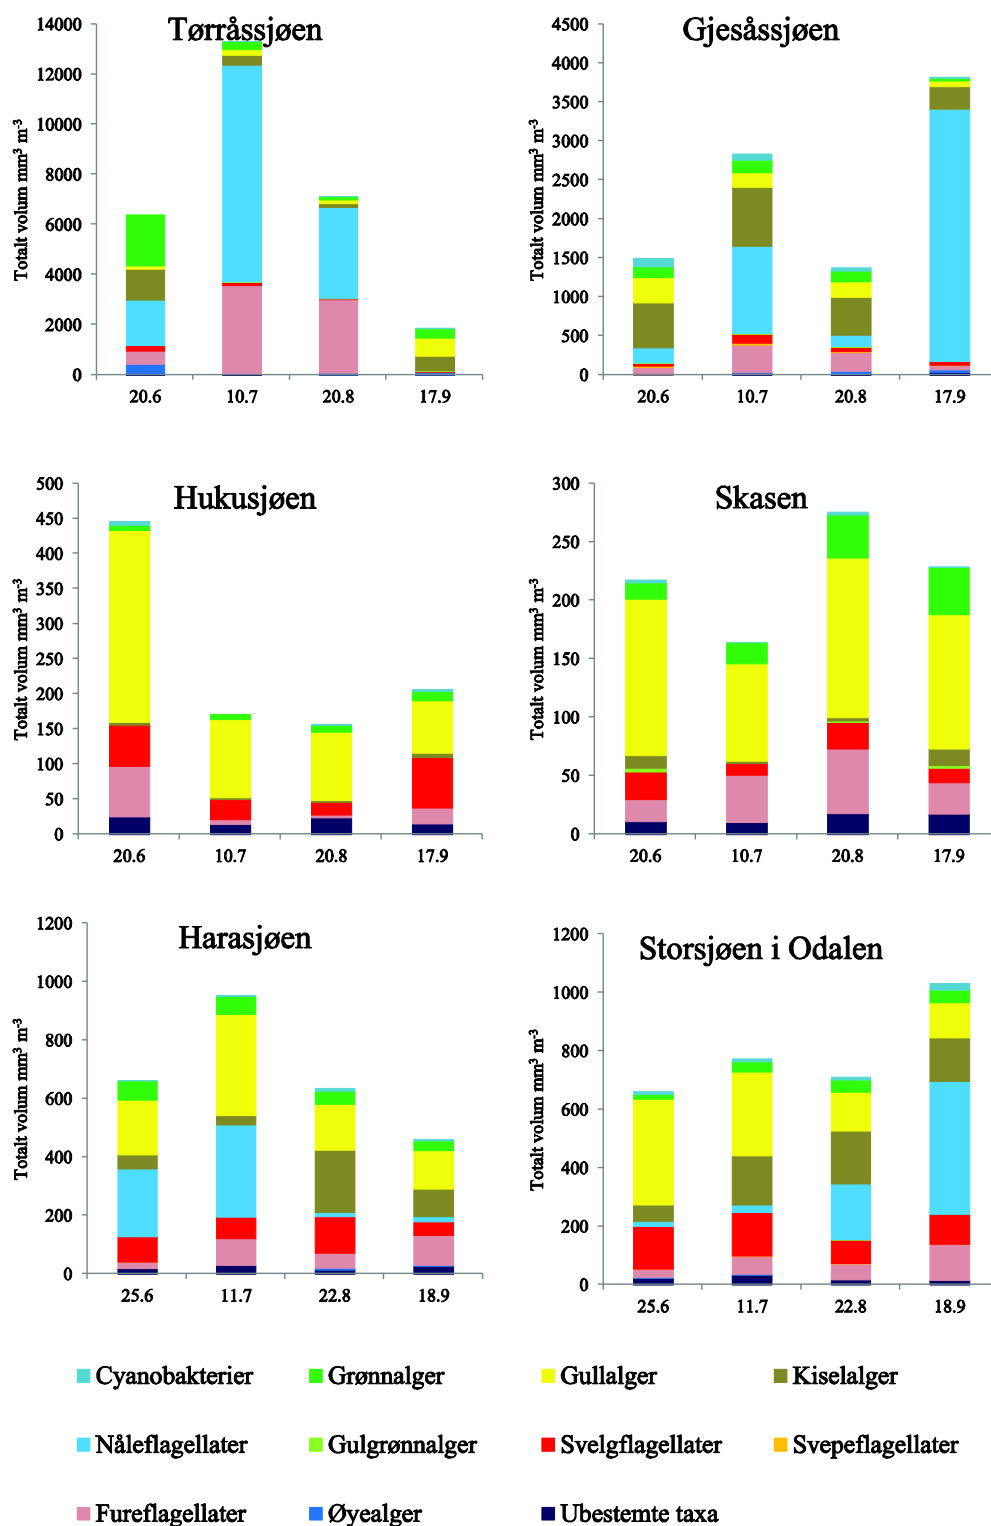 Tørråssjøen
Totalt volum mm³ m⁻³
14000
12000
10000
8000
6000
4000
2000
0
20.6 10.7 20.8 17.9
Gjesåssjøen
Totalt volum mm³ m⁻³
4500
4000
3500
3000
2500
2000
1500
1000
500
0
20.6 10.7 20.8 17.9
Hukusjøen
Totalt volum mm³ m⁻³
500
450
400
350
300
250
200
150
100
50
0
20.6 10.7 20.8 17.9
Skasen
Totalt volum mm³ m⁻³
300
250
200
150
100
50
0
20.6 10.7 20.8 17.9
Harasjøen
Totalt volum mm³ m⁻³
1200
1000
800
600
400
200
0
25.6 11.7 22.8 18.9
Storsjøen i Odalen
Totalt volum mm³ m⁻³
1200
1000
800
600
400
200
0
25.6 11.7 22.8 18.9
Cyanobakterier Grønnalger Gullalger Kiselalger
Nåleflagellater Gulgrønnalger Svelgflagellater Svepeflagellater
Fureflagellater Øyealger Ubestemte taxa